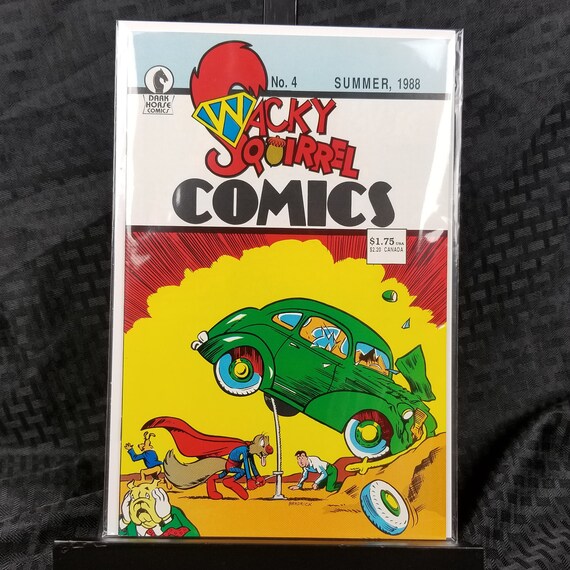 No. 4 SUMMER, 1988
DARK
HORSE
COMICS
WACKY
SQUIRREL
COMICS
$1.75 USA
$2.25 CANADA